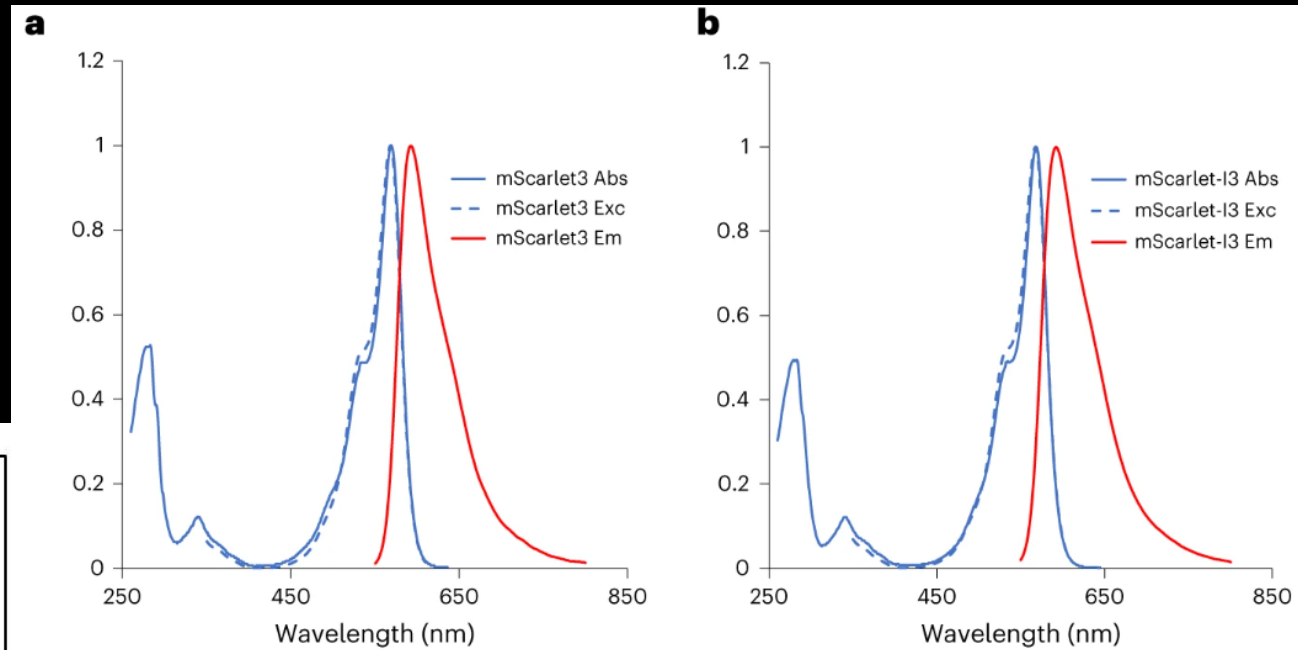 a
b
1.2
1
0.8
0.6
0.4
0.2
0
250
450
650
850
Wavelength (nm)
mScarlet3 Abs
mScarlet3 Exc
mScarlet3 Em
1.2
1
0.8
0.6
0.4
0.2
0
250
450
650
850
Wavelength (nm)
mScarlet-I3 Abs
mScarlet-I3 Exc
mScarlet-I3 Em